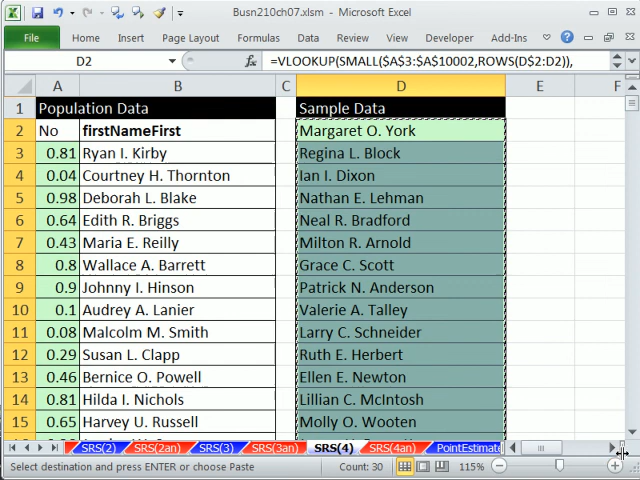 Busn210ch07.xlsm - Microsoft Excel
File Home Insert Page Layout Formulas Data Review View Developer Add-Ins
D2 fx =VLOOKUP(SMALL($A$3:$A$10002,ROWS(D$2:D2)),
A B C D E F
1 Population Data Sample Data
2 No firstNameFirst Margaret O. York
3 0.81 Ryan I. Kirby Regina L. Block
4 0.04 Courtney H. Thornton Ian I. Dixon
5 0.98 Deborah L. Blake Nathan E. Lehman
6 0.64 Edith R. Briggs Neal R. Bradford
7 0.43 Maria E. Reilly Milton R. Arnold
8 0.8 Wallace A. Barrett Grace C. Scott
9 0.9 Johnny I. Hinson Patrick N. Anderson
10 0.1 Audrey A. Lanier Valerie A. Talley
11 0.08 Malcolm M. Smith Larry C. Schneider
12 0.29 Susan L. Clapp Ruth E. Herbert
13 0.46 Bernice O. Powell Ellen E. Newton
14 0.81 Hilda I. Nichols Lillian C. McIntosh
15 0.65 Harvey U. Russell Molly O. Wooten
SRS(2) SRS(2an) SRS(3) SRS(3an) SRS(4) SRS(4an) PointEstimate
Select destination and press ENTER or choose Paste Count: 30 115%